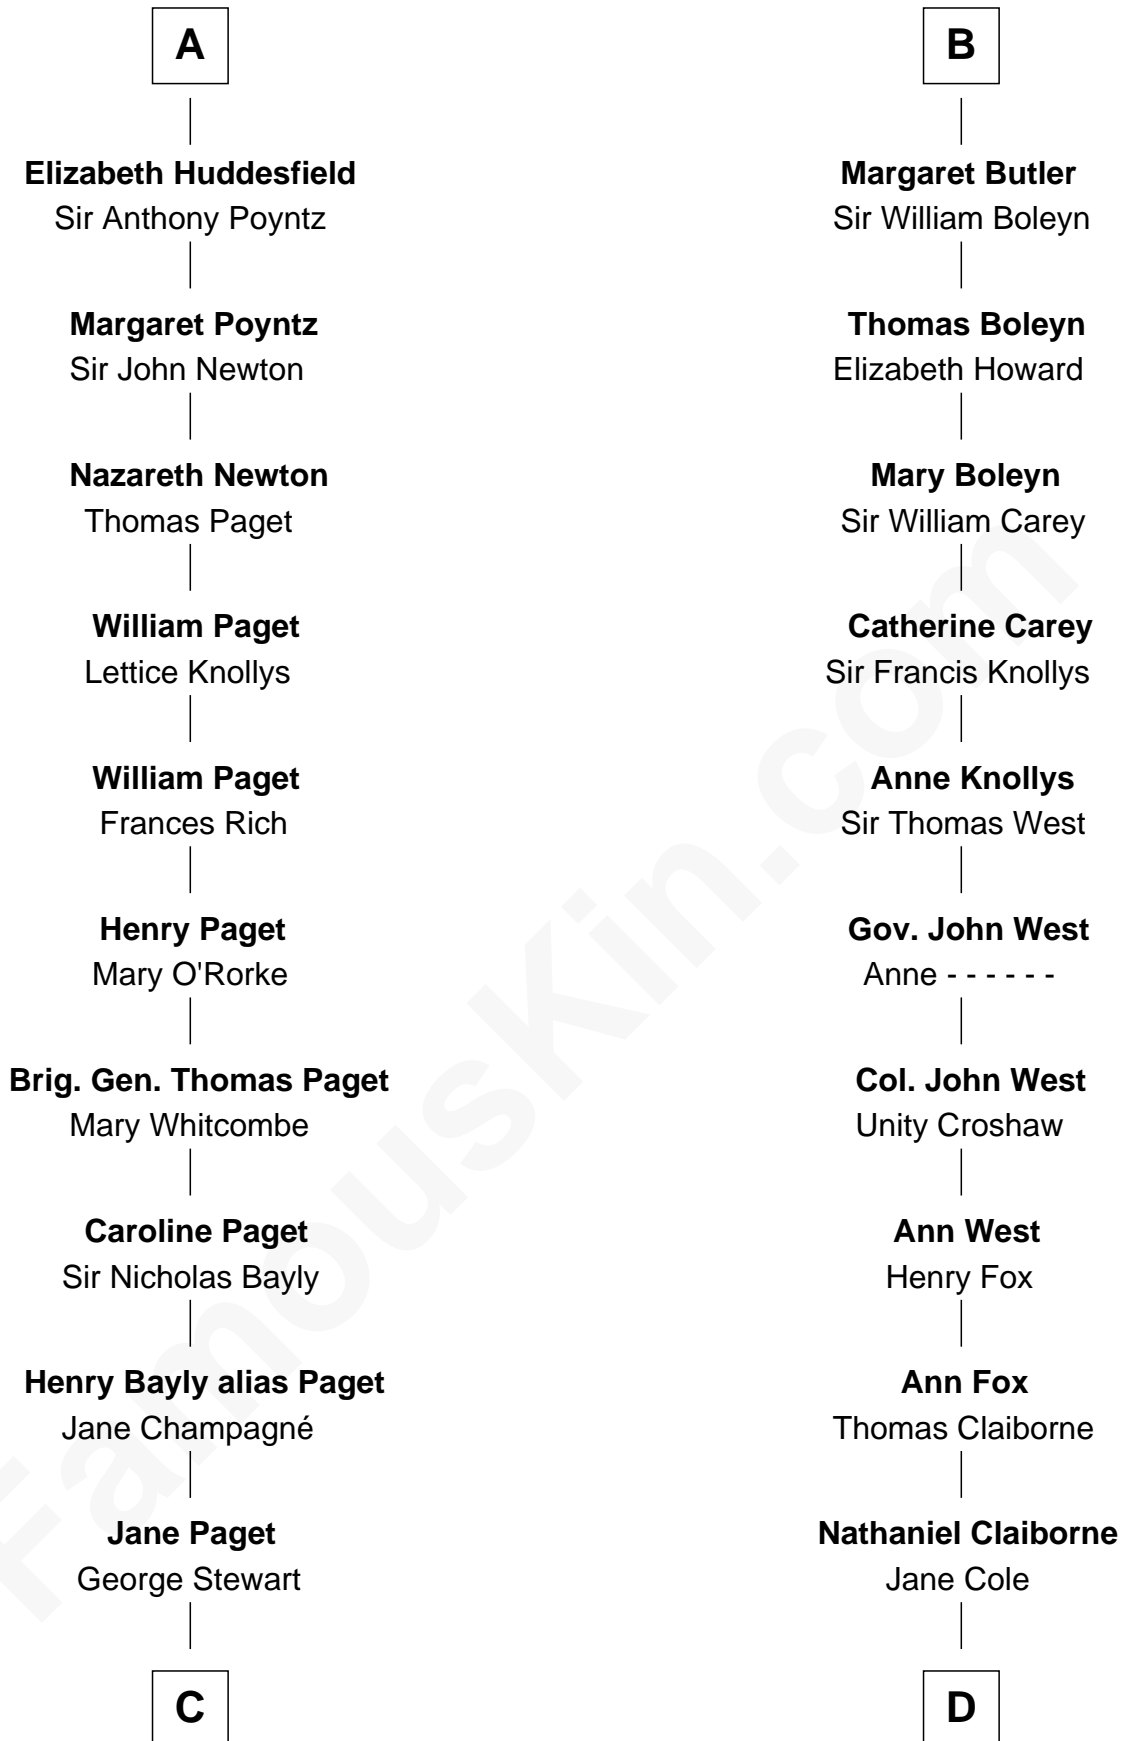 A
Elizabeth Huddesfield
Sir Anthony Poyntz
Margaret Poyntz
Sir John Newton
Nazareth Newton
Thomas Paget
William Paget
Lettice Knollys
William Paget
Frances Rich
Henry Paget
Mary O'Rorke
Brig. Gen. Thomas Paget
Mary Whitcombe
Caroline Paget
Sir Nicholas Bayly
Henry Bayly alias Paget
Jane Champagné
Jane Paget
George Stewart
C
B
Margaret Butler
Sir William Boleyn
Thomas Boleyn
Elizabeth Howard
Mary Boleyn
Sir William Carey
Catherine Carey
Sir Francis Knollys
Anne Knollys
Sir Thomas West
Gov. John West
Anne - - - - - -
Col. John West
Unity Croshaw
Ann West
Henry Fox
Ann Fox
Thomas Claiborne
Nathaniel Claiborne
Jane Cole
D
FamousKin.com